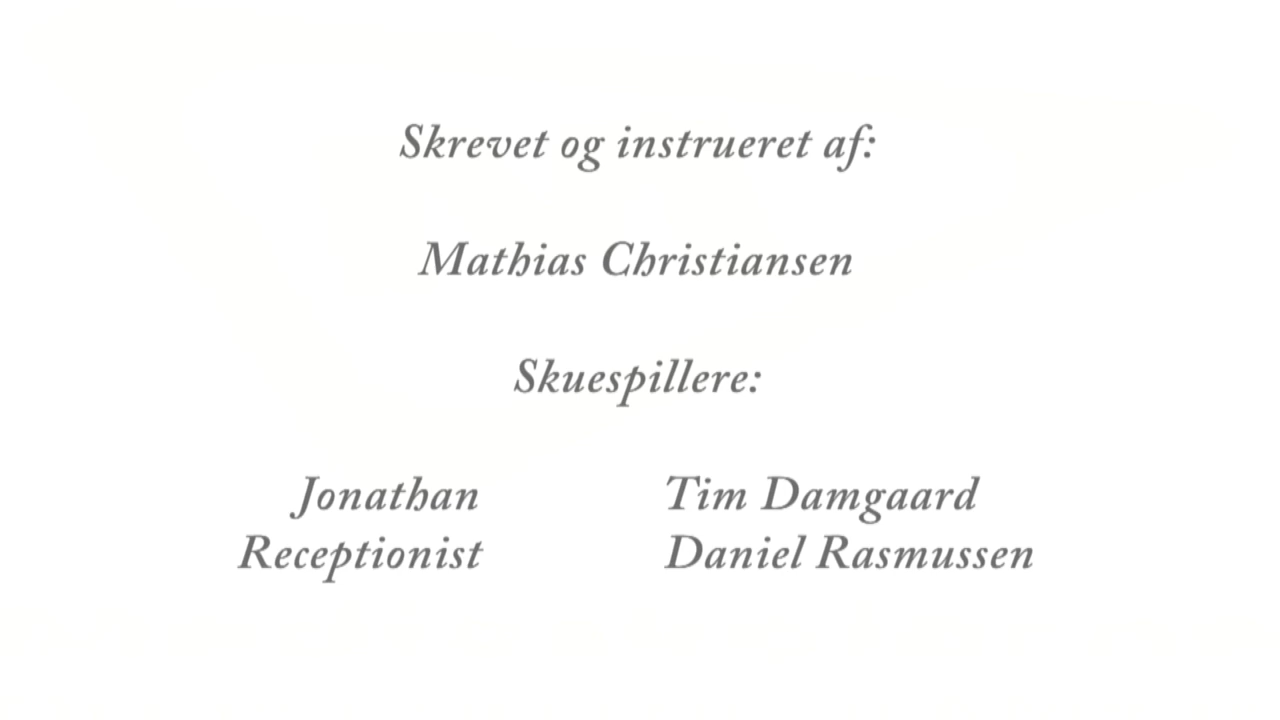 Skrevet og instrueret af:
Mathias Christiansen
Skuespillere:
Jonathan Tim Damgaard
Receptionist Daniel Rasmussen